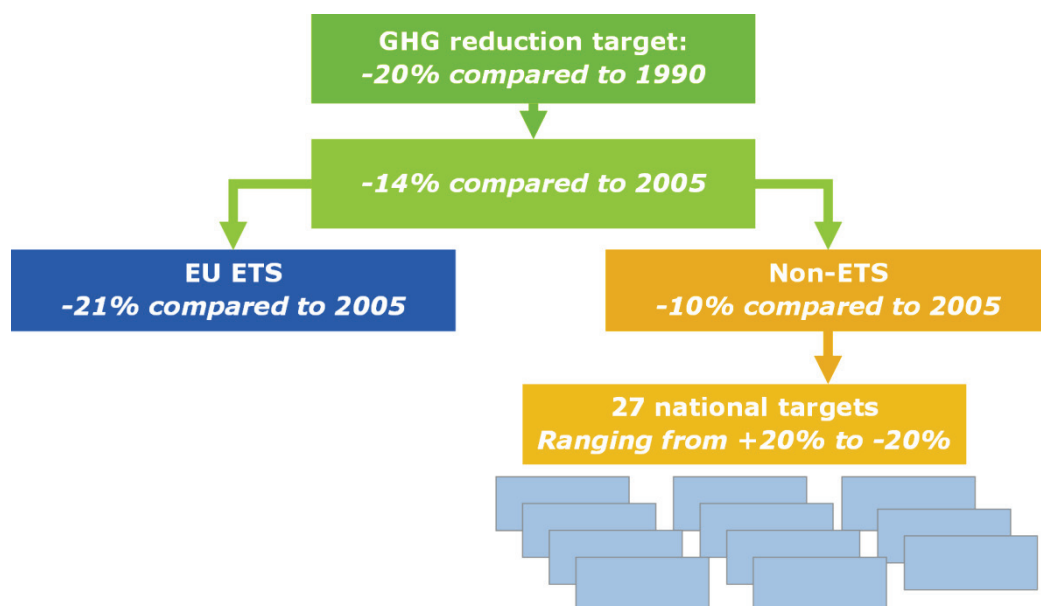 GHG reduction target:
-20% compared to 1990
-14% compared to 2005
EU ETS
-21% compared to 2005
Non-ETS
-10% compared to 2005
27 national targets
Ranging from +20% to -20%